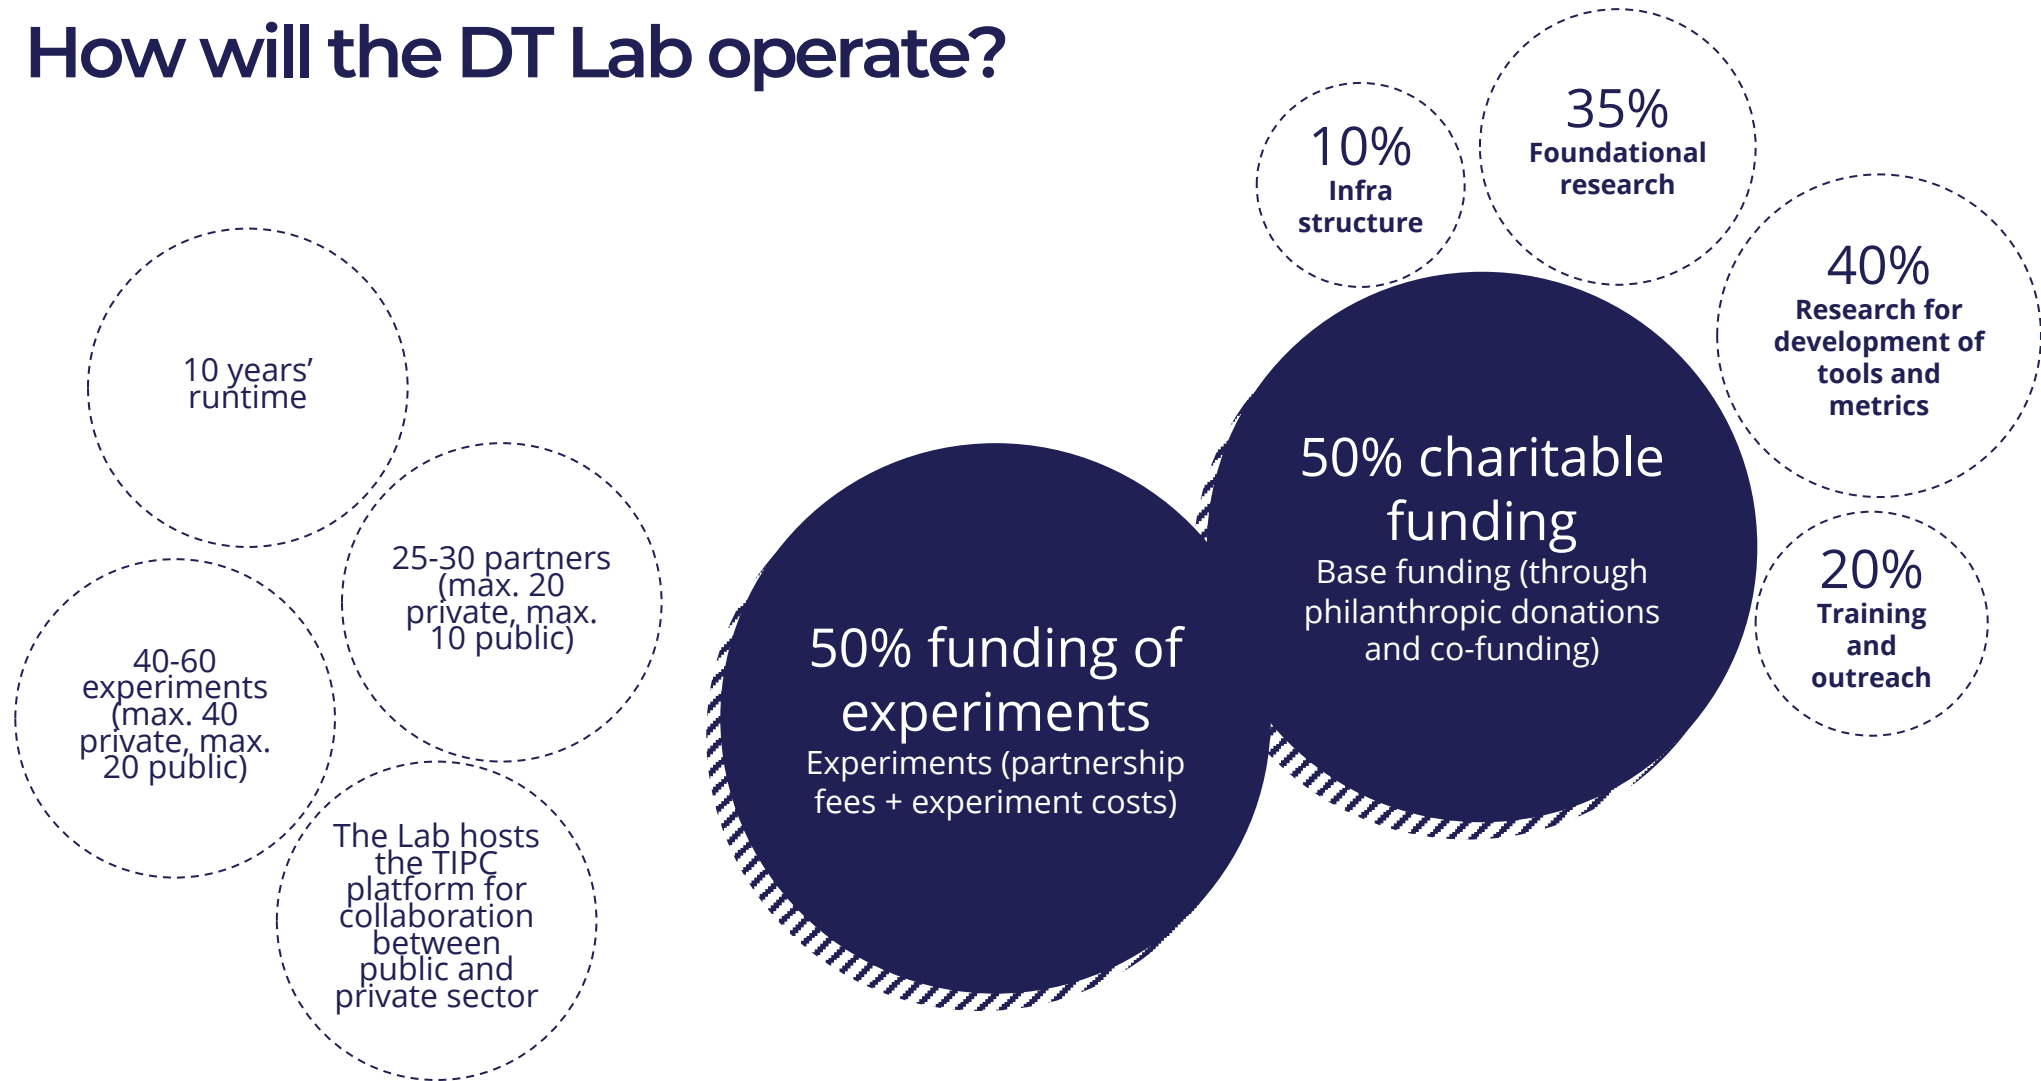 How will the DT Lab operate?
10 years’
runtime
25-30 partners
(max. 20
private, max.
10 public)
40-60
experiments
(max. 40
private, max.
20 public)
The Lab hosts
the TIPC
platform for
collaboration
between
public and
private sector
50% funding of
experiments
Experiments (partnership
fees + experiment costs)
50% charitable
funding
Base funding (through
philanthropic donations
and co-funding)
10%
Infra
structure
35%
Foundational
research
40%
Research for
development of
tools and
metrics
20%
Training
and
outreach